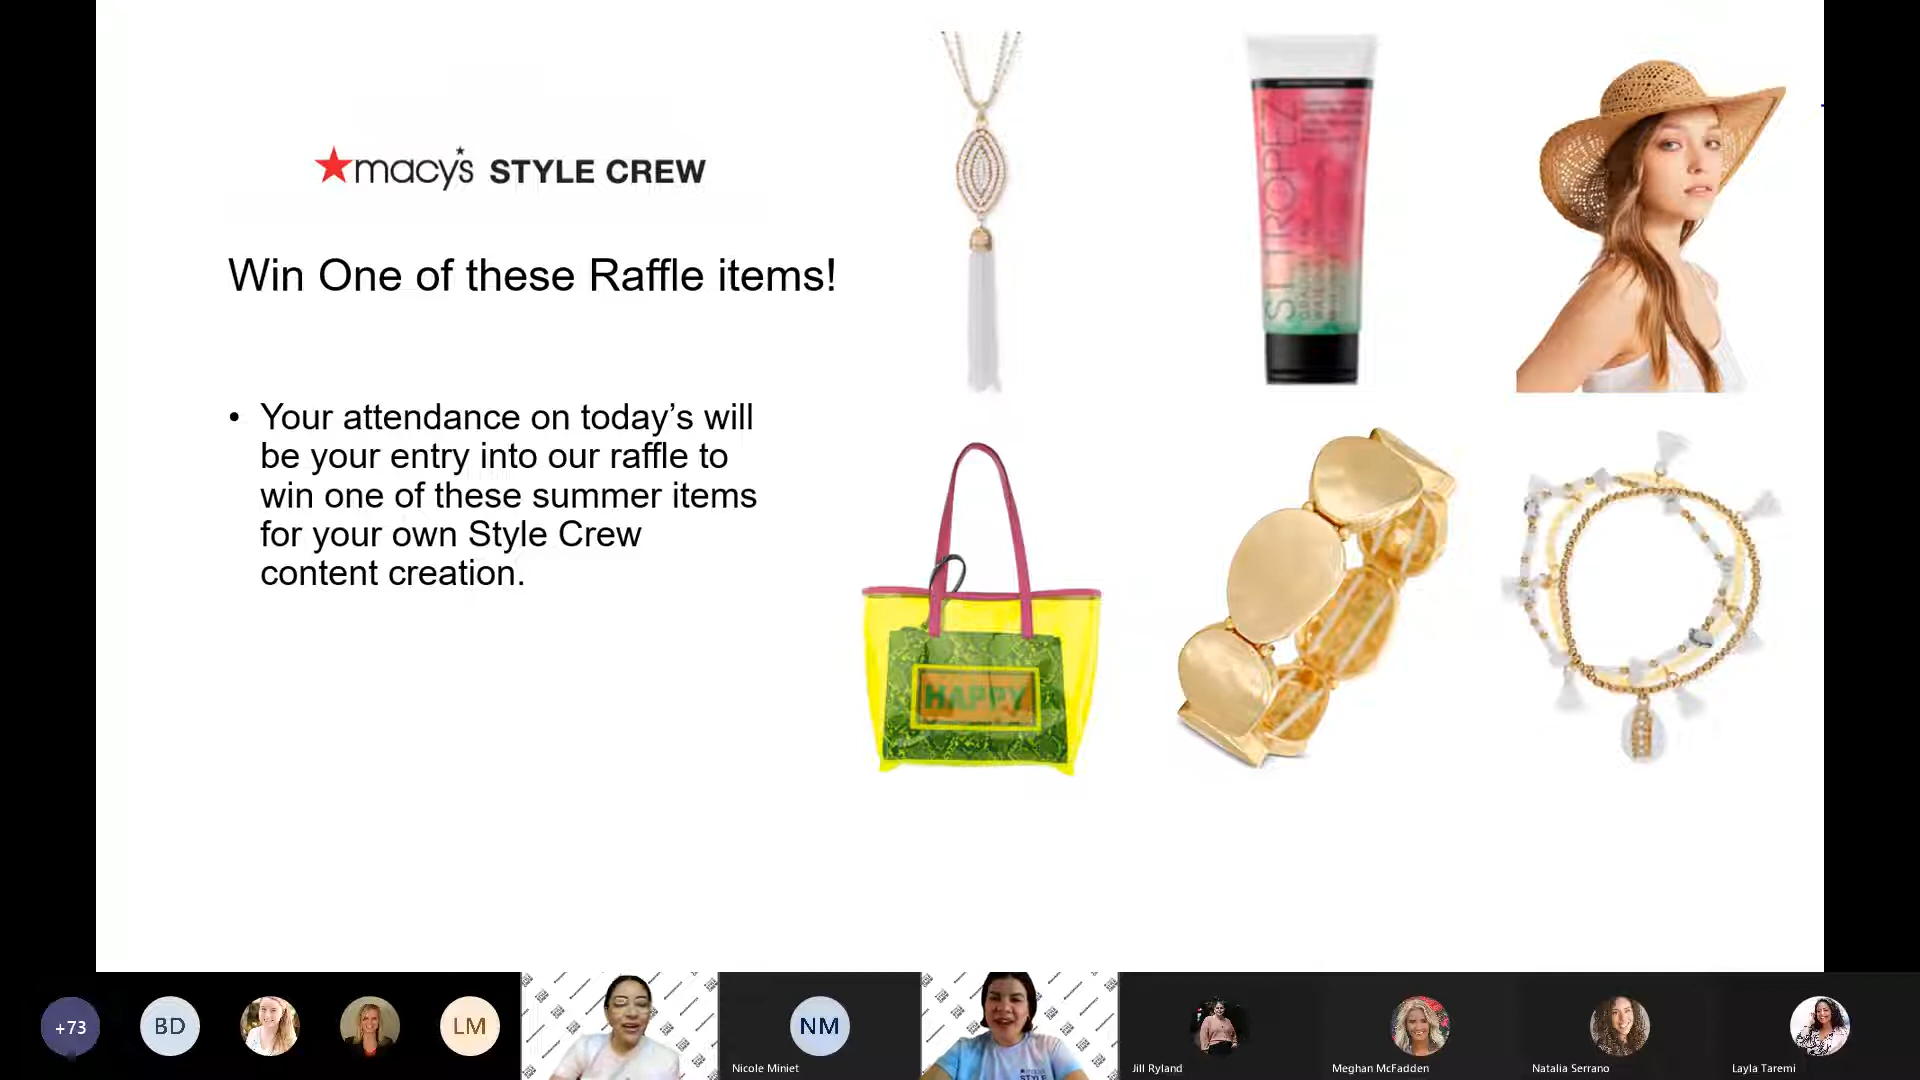 macy's STYLE CREW
Win One of these Raffle items!
• Your attendance on today’s will
be your entry into our raffle to
win one of these summer items
for your own Style Crew
content creation.
ST.TROPEZ
HAPPY
+73
BD
LM
NM
Nicole Miniet
STYLE
Jill Ryland
Meghan McFadden
Natalia Serrano
Layla Taremi